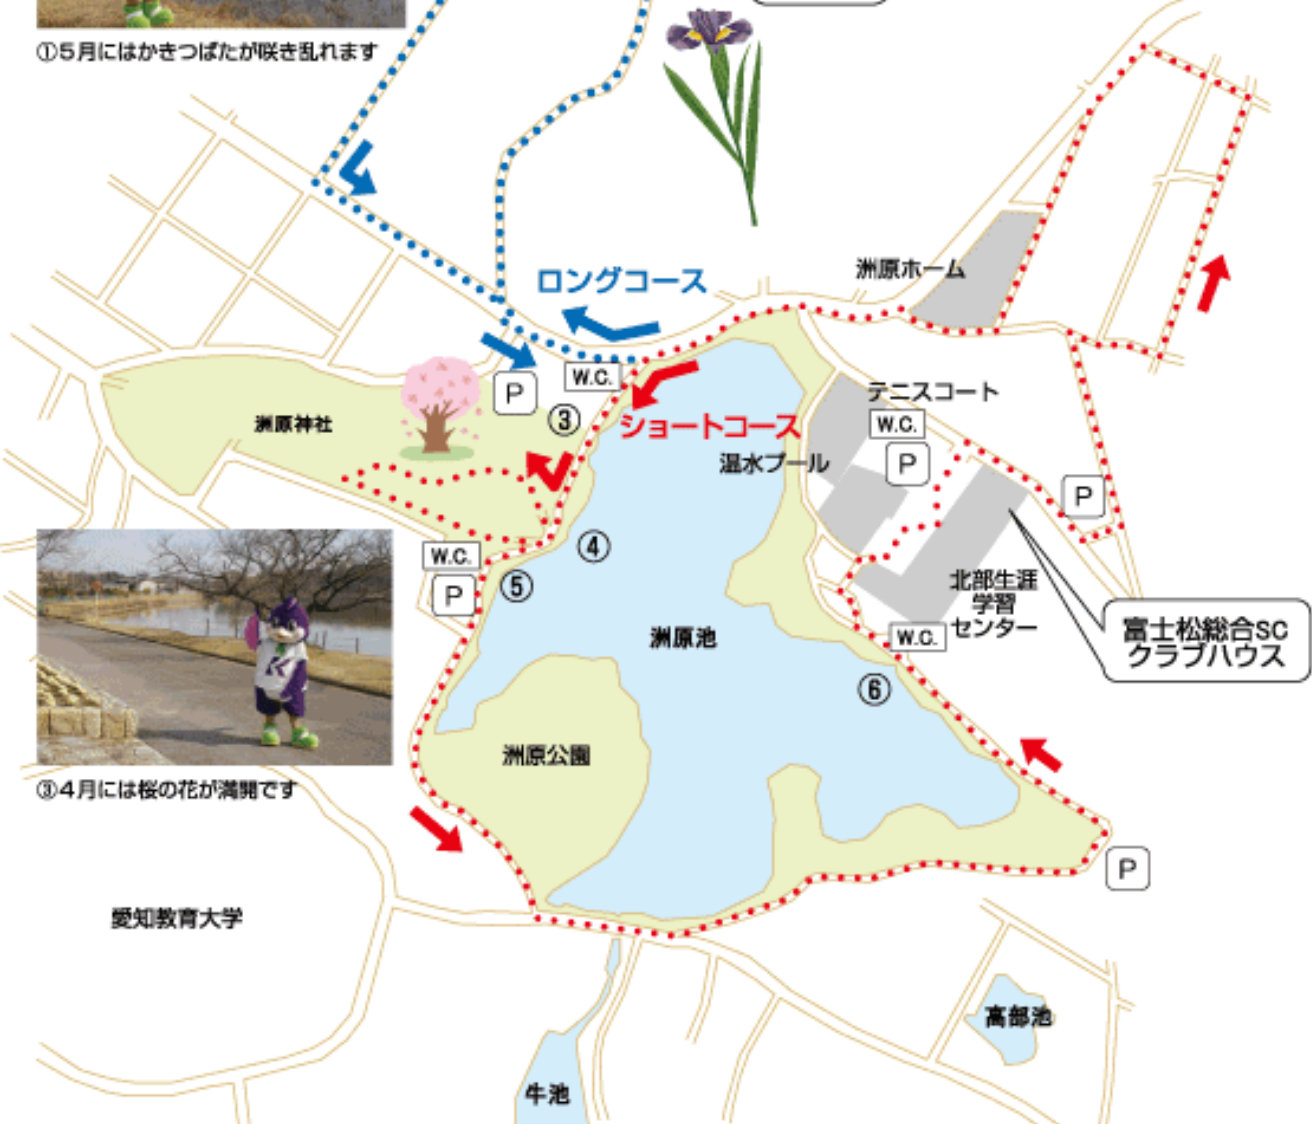 ①5月にはかきつばたが咲き乱れます
ロングコース
洲原ホーム
W.C.
P
テニスコート
W.C.
P
③
ショートコース
洲原神社
温水プール
P
④
W.C.
P
⑤
北部生涯
学習
センター
富士松総合SC
クラブハウス
洲原池
W.C.
⑥
K
洲原公園
③4月には桜の花が満開です
P
愛知教育大学
高部池
牛池